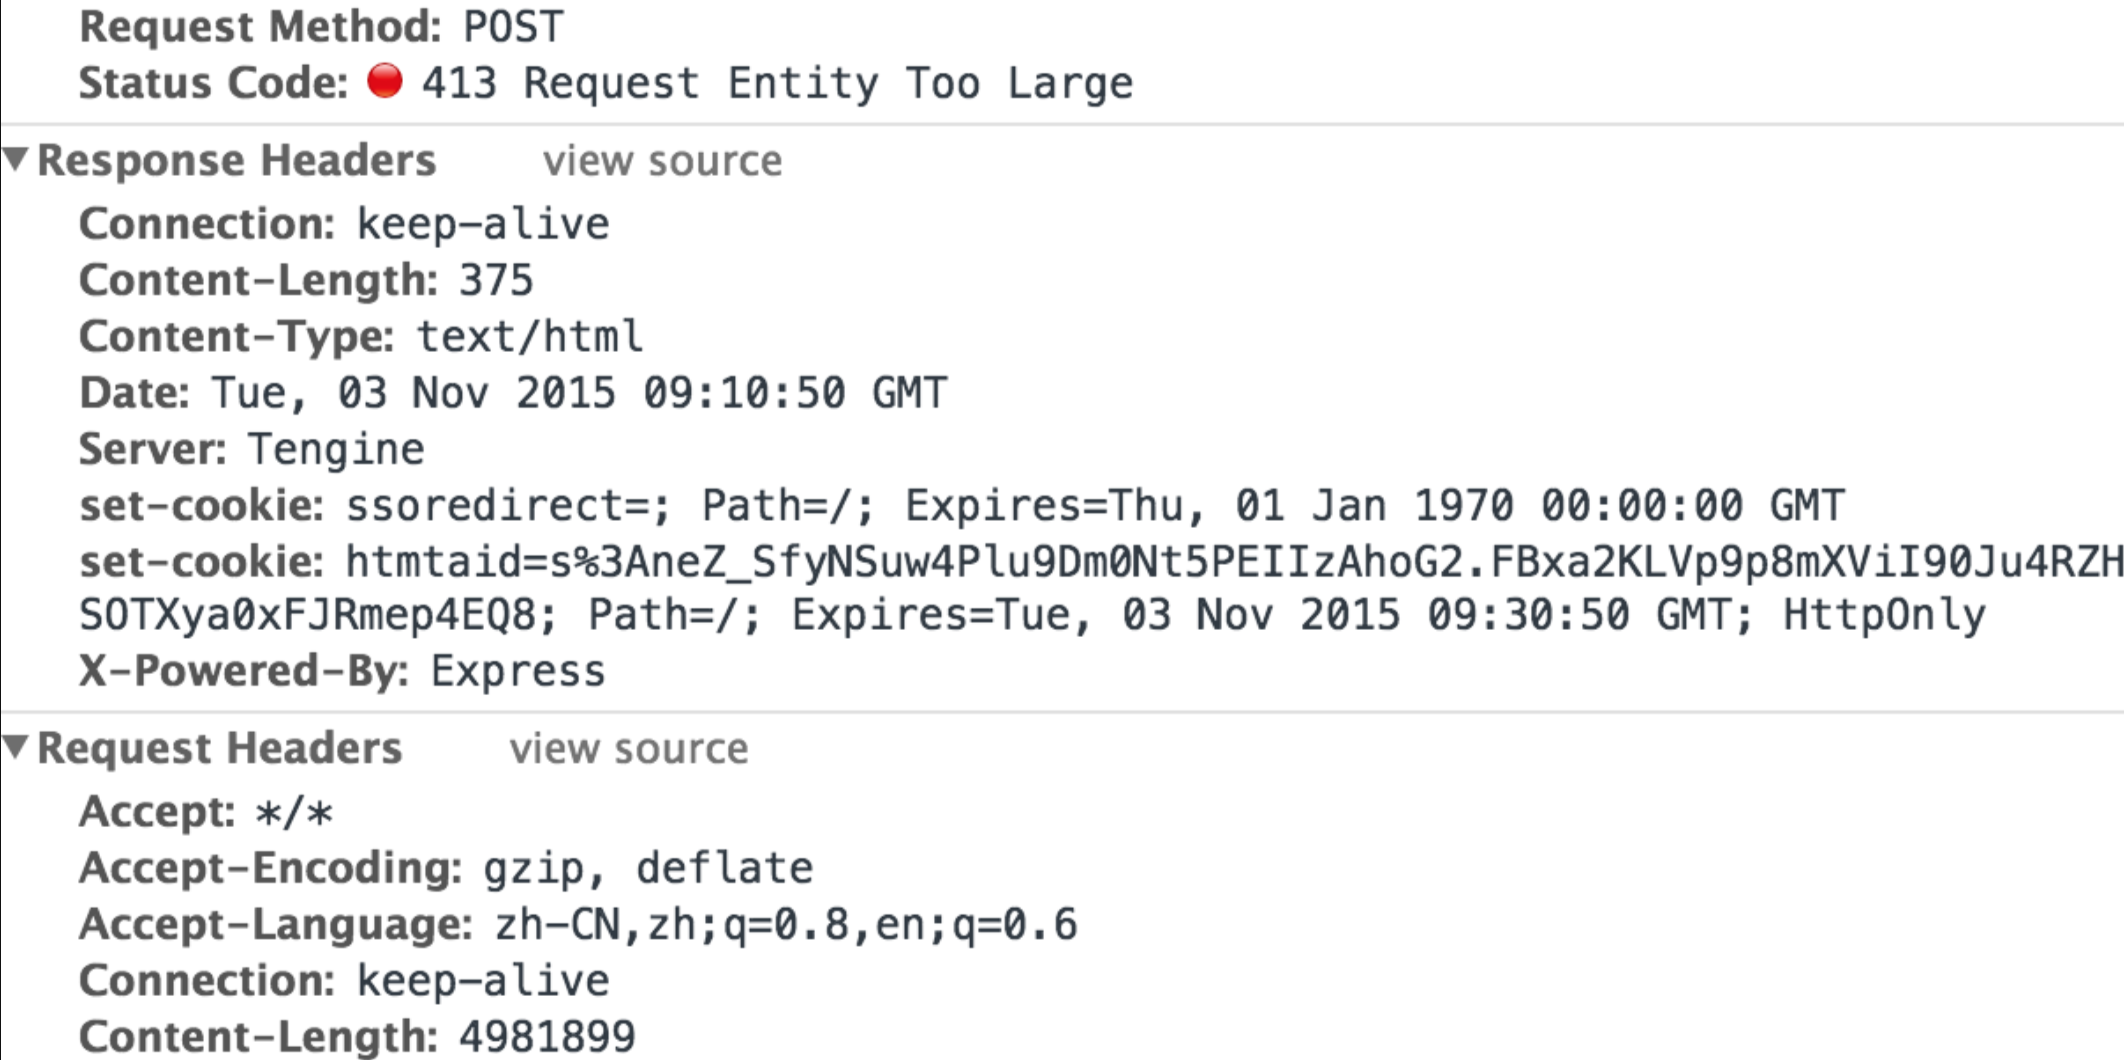 Request Method: POST
Status Code: 413 Request Entity Too Large
Response Headers view source
Connection: keep-alive
Content-Length: 375
Content-Type: text/html
Date: Tue, 03 Nov 2015 09:10:50 GMT
Server: Tengine
set-cookie: ssoredirect=; Path=/; Expires=Thu, 01 Jan 1970 00:00:00 GMT
set-cookie: htmtaid=s%3AneZ_SfyNSuw4Plu9Dm0Nt5PEIIzAhoG2.FBxa2KLVp9p8mXViI90Ju4RZH
SOTXya0xFJRmep4EQ8; Path=/; Expires=Tue, 03 Nov 2015 09:30:50 GMT; HttpOnly
X-Powered-By: Express
Request Headers view source
Accept: */*
Accept-Encoding: gzip, deflate
Accept-Language: zh-CN,zh;q=0.8,en;q=0.6
Connection: keep-alive
Content-Length: 4981899